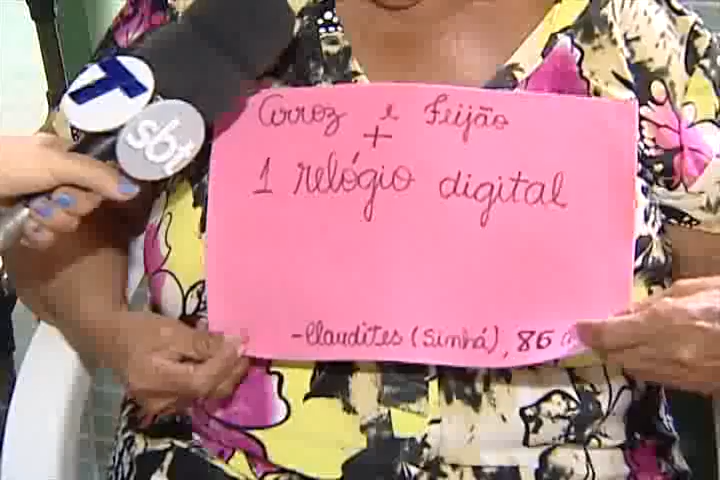 T
sbt
Arroz e Feijão
+
1 relógio digital
-Claudites (Sinhá), 86 a